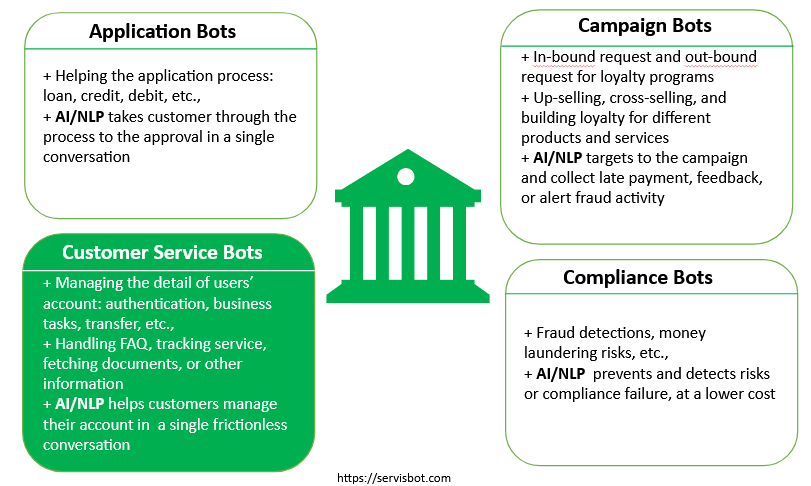 Application Bots
+ Helping the application process:
loan, credit, debit, etc.,
+ AI/NLP takes customer through the
process to the approval in a single
conversation
Campaign Bots
+ In-bound request and out-bound
request for loyalty programs
+ Up-selling, cross-selling, and
building loyalty for different
products and services
+ AI/NLP targets to the campaign
and collect late payment, feedback,
or alert fraud activity
Customer Service Bots
+ Managing the detail of users’
account: authentication, business
tasks, transfer, etc.,
+ Handling FAQ, tracking service,
fetching documents, or other
information
+ AI/NLP helps customers manage
their account in  a single frictionless
conversation
Compliance Bots
+ Fraud detections, money
laundering risks, etc.,
+ AI/NLP  prevents and detects risks
or compliance failure, at a lower cost
https://servisbot.com